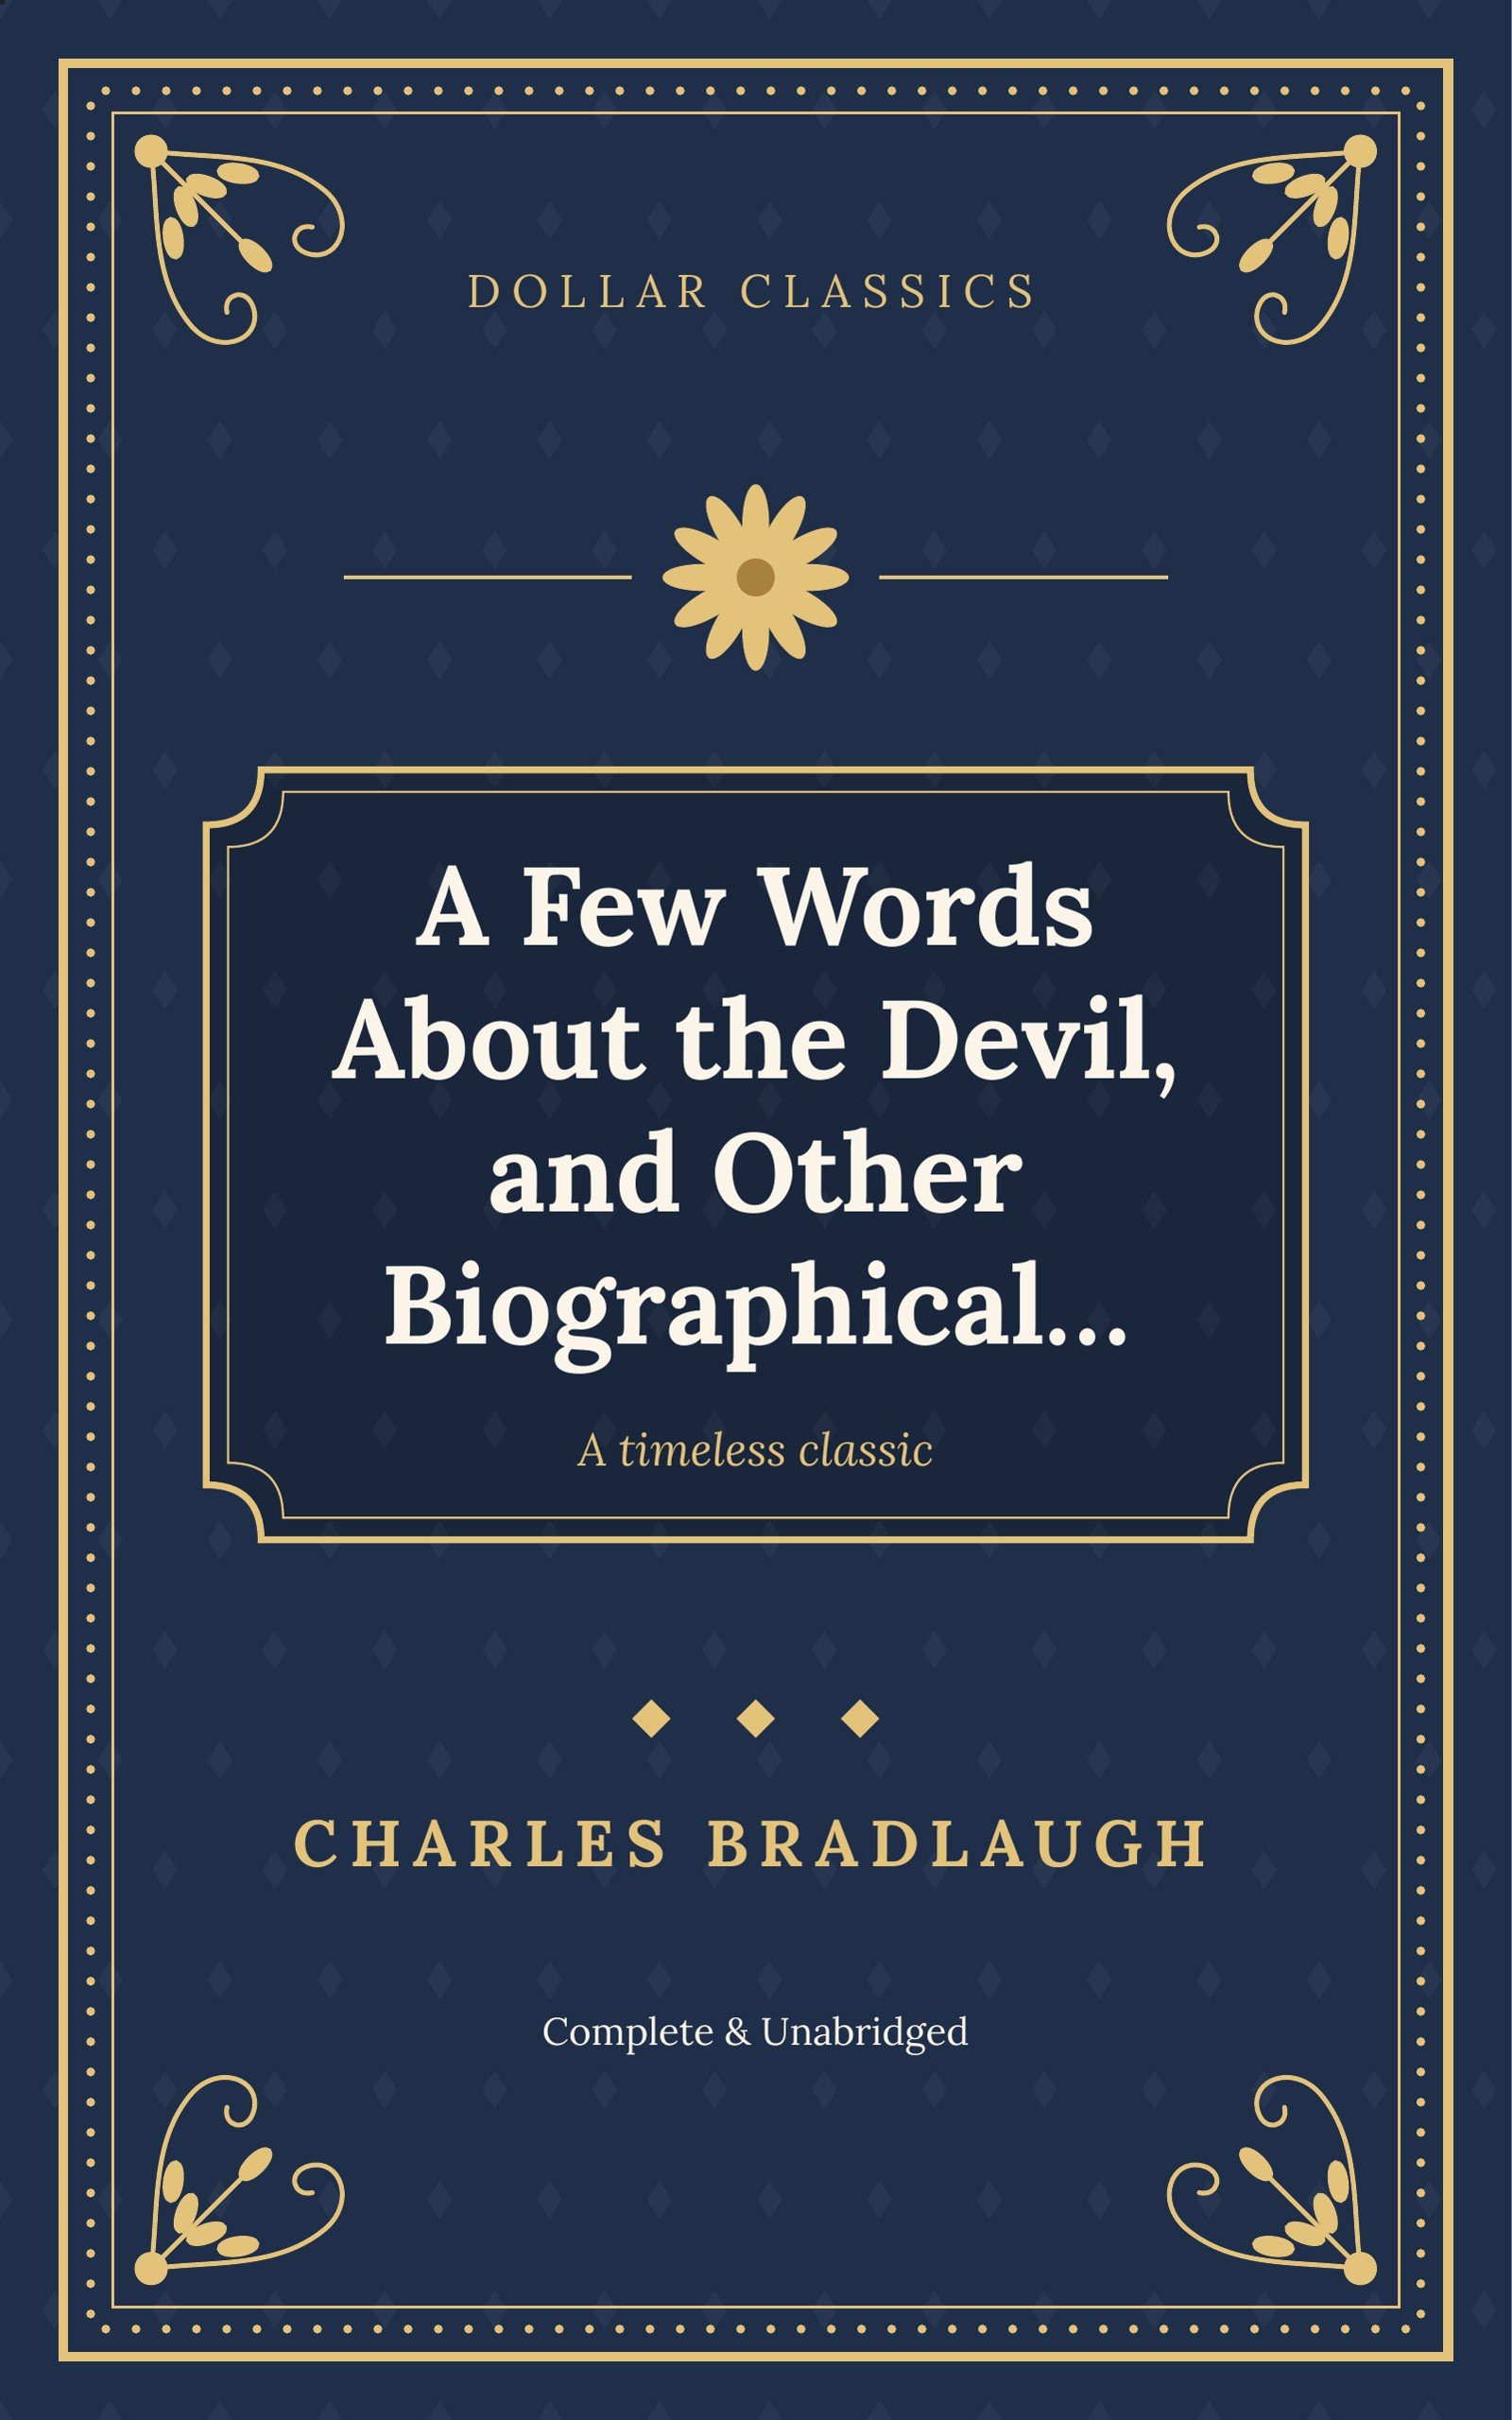 DOLLAR CLASSICS
A Few Words
About the Devil,
and Other
Biographical...
A timeless classic
CHARLES BRADLAUGH
Complete & Unabridged